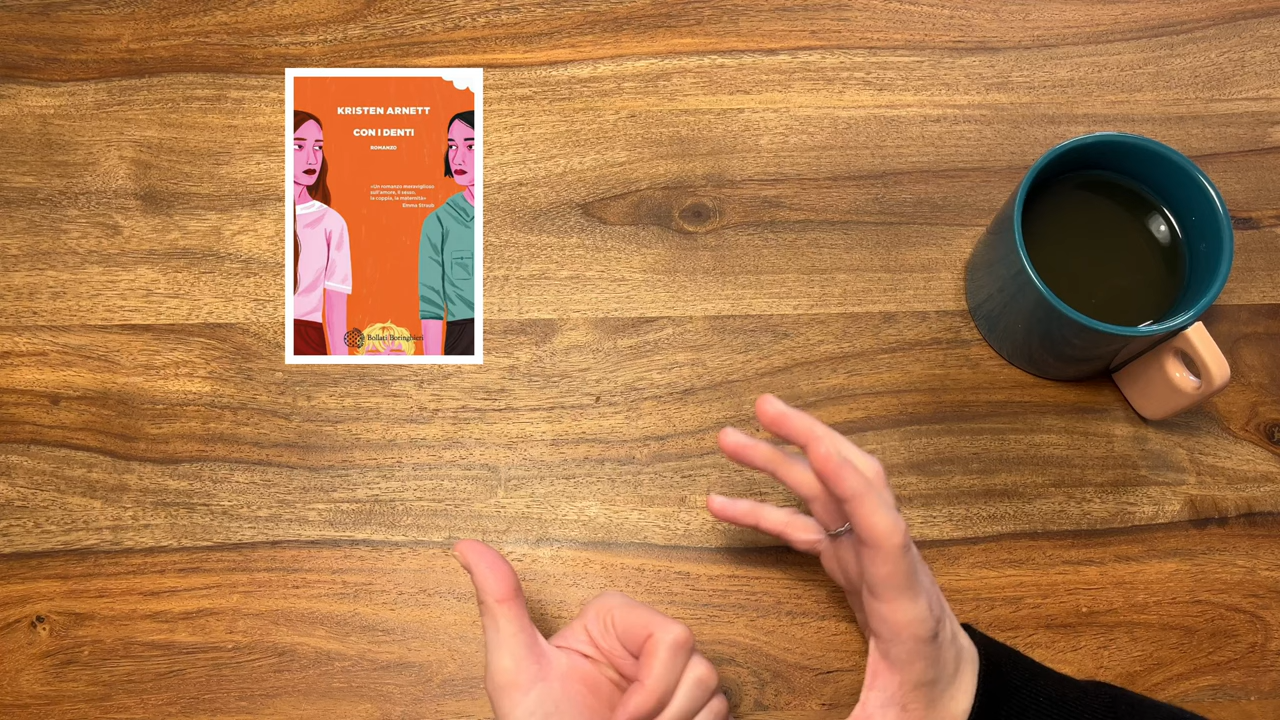 KRISTEN ARNETT
CON I DENTI
ROMANZO
«Un romanzo meraviglioso
sull'amore, il sesso,
la coppia, la maternità»
Emma Straub
Bollati Boringhieri